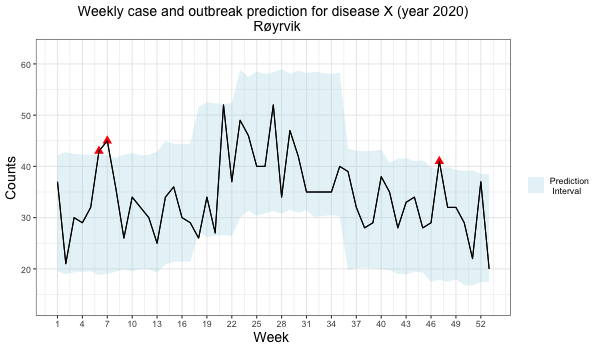 Weekly case and outbreak prediction for disease X (year 2020)
Røyrvik
60
50
40
30
20
Counts
1 4 7 10 13 16 19 22 25 28 31 34 37 40 43 46 49 52
Week
Prediction
Interval